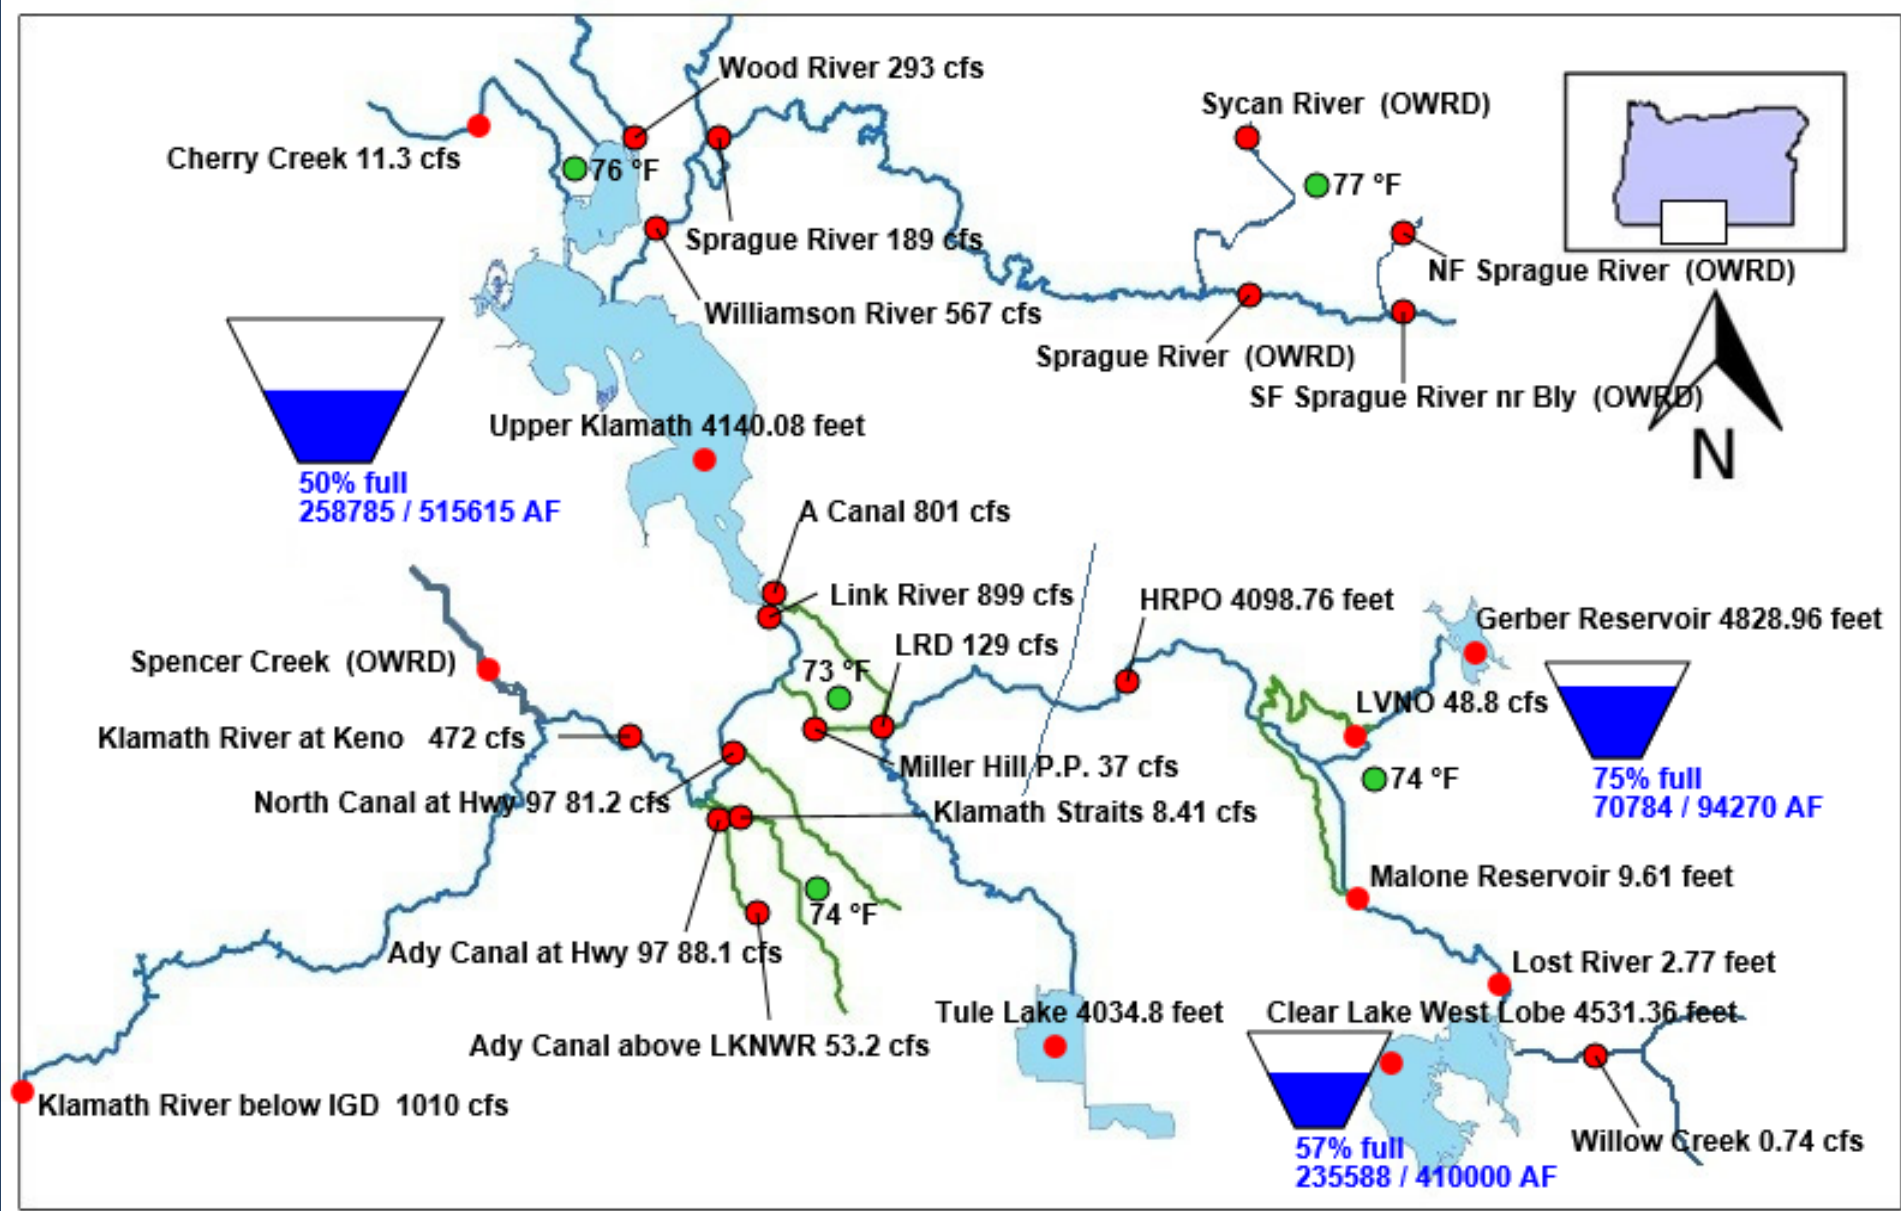 Wood River 293 cfs
Sycan River (OWRD)
Cherry Creek 11.3 cfs
76 °F
77 °F
Sprague River 189 cfs
NF Sprague River (OWRD)
Williamson River 567 cfs
Sprague River (OWRD)
SF Sprague River nr Bly (OWRD)
Upper Klamath 4140.08 feet
N
50% full
258785 / 515615 AF
A Canal 801 cfs
Link River 899 cfs
HRPO 4098.76 feet
Gerber Reservoir 4828.96 feet
LRD 129 cfs
Spencer Creek (OWRD)
73 °F
LVNO 48.8 cfs
Klamath River at Keno 472 cfs
Miller Hill P.P. 37 cfs
74 °F
75% full
70784 / 94270 AF
North Canal at Hwy 97 81.2 cfs
Klamath Straits 8.41 cfs
Malone Reservoir 9.61 feet
74 °F
Ady Canal at Hwy 97 88.1 cfs
Lost River 2.77 feet
Tule Lake 4034.8 feet
Clear Lake West Lobe 4531.36 feet
Ady Canal above LKNWR 53.2 cfs
Klamath River below IGD 1010 cfs
Willow Creek 0.74 cfs
57% full
235588 / 410000 AF